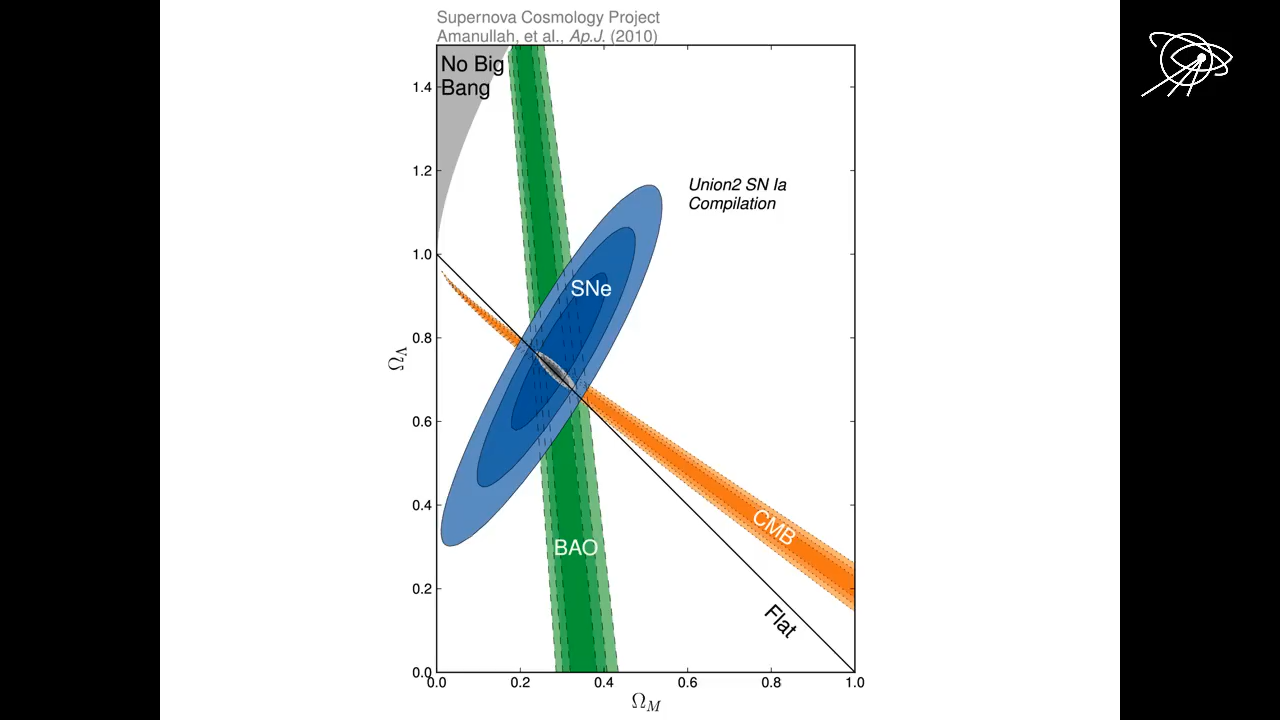 Supernova Cosmology Project
Amanullah, et al., Ap.J. (2010)
No Big
Bang
1.4
1.2
Union2 SN Ia
Compilation
1.0
SNe
0.8
Ω_Λ
0.6
0.4
CMB
BAO
0.2
Flat
0.0
0.0 0.2 0.4 0.6 0.8 1.0
Ω_M